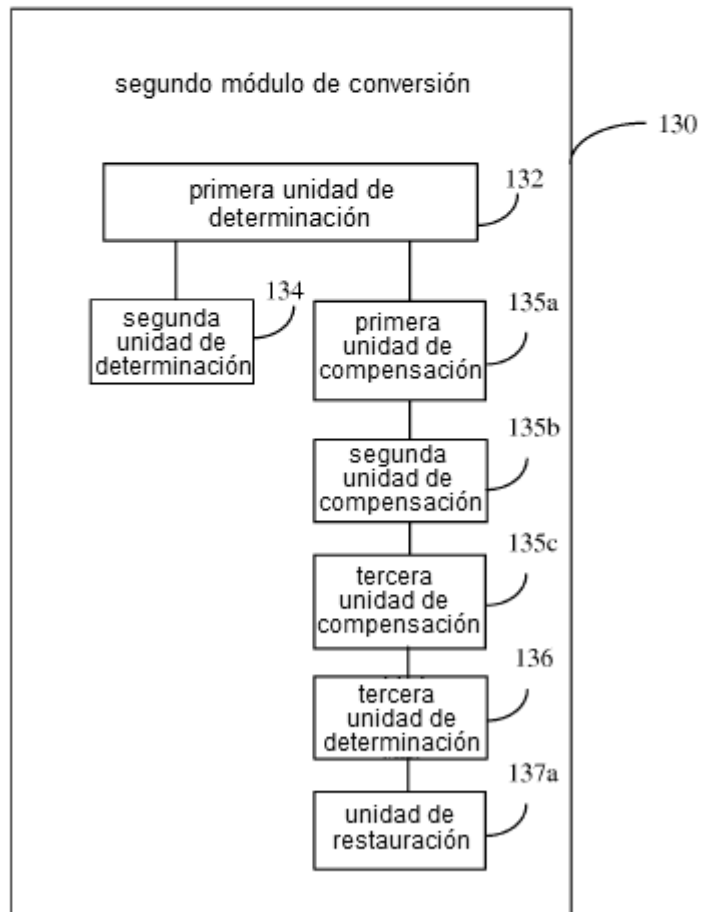 segundo módulo de conversión
130
132
primera unidad de
determinación
134
segunda
unidad de
determinación
135a
primera
unidad de
compensación
135b
segunda
unidad de
compensación
135c
tercera
unidad de
compensación
136
tercera
unidad de
determinación
137a
unidad de
restauración